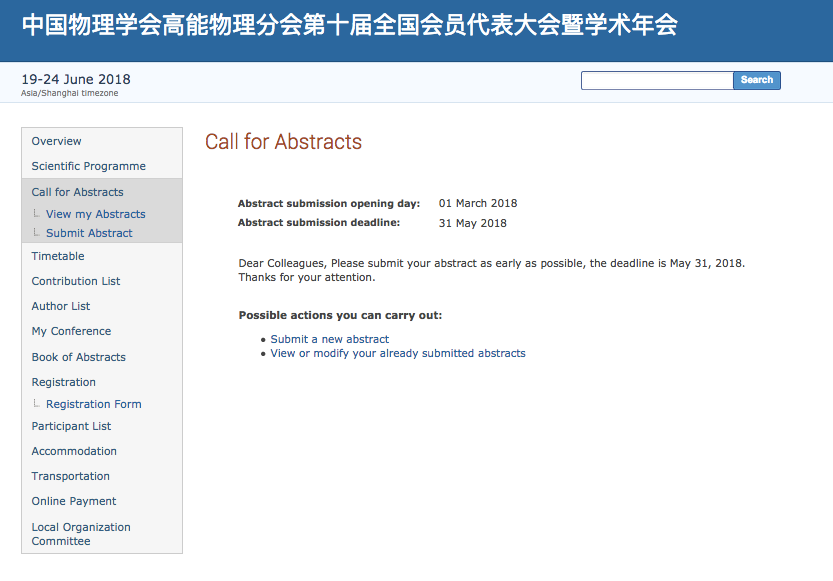 中国物理学会高能物理分会第十届全国会员代表大会暨学术年会
19-24 June 2018
Asia/Shanghai timezone
Search
Overview
Scientific Programme
Call for Abstracts
View my Abstracts
Submit Abstract
Timetable
Contribution List
Author List
My Conference
Book of Abstracts
Registration
Registration Form
Participant List
Accommodation
Transportation
Online Payment
Local Organization
Committee
Call for Abstracts
Abstract submission opening day: 01 March 2018
Abstract submission deadline: 31 May 2018
Dear Colleagues, Please submit your abstract as early as possible, the deadline is May 31, 2018.
Thanks for your attention.
Possible actions you can carry out:
• Submit a new abstract
• View or modify your already submitted abstracts